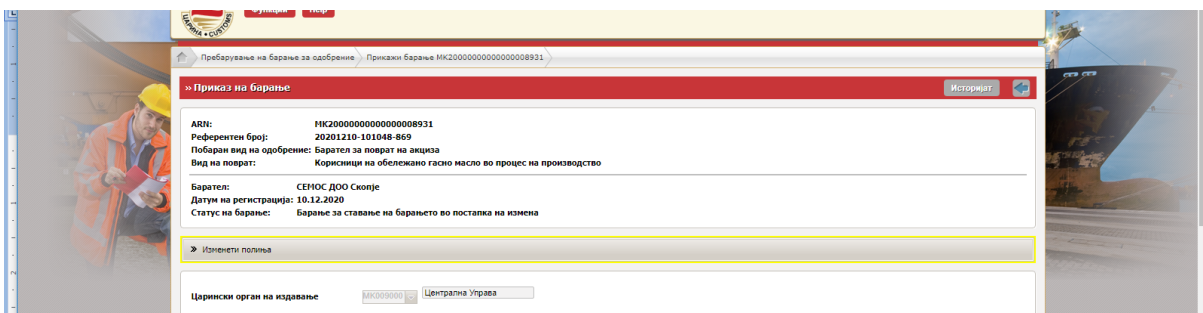 Функции Help
ЦАРИНА • CUSTOMS
Пребарување на барање за одобрение Прикажи барање MK20000000000000008931
» Приказ на барање Историјат
ARN: MK20000000000000008931
Референтен број: 20201210-101048-869
Побаран вид на одобрение: Барател за поврат на акциза
Вид на поврат: Корисници на обележано гасно масло во процес на производство
Барател: СЕМОС ДОО Скопје
Датум на регистрација: 10.12.2020
Статус на барање: Барање за ставање на барањето во постапка на измена
» Изменети полиња
Царински орган на издавање MK009000 Централна Управа